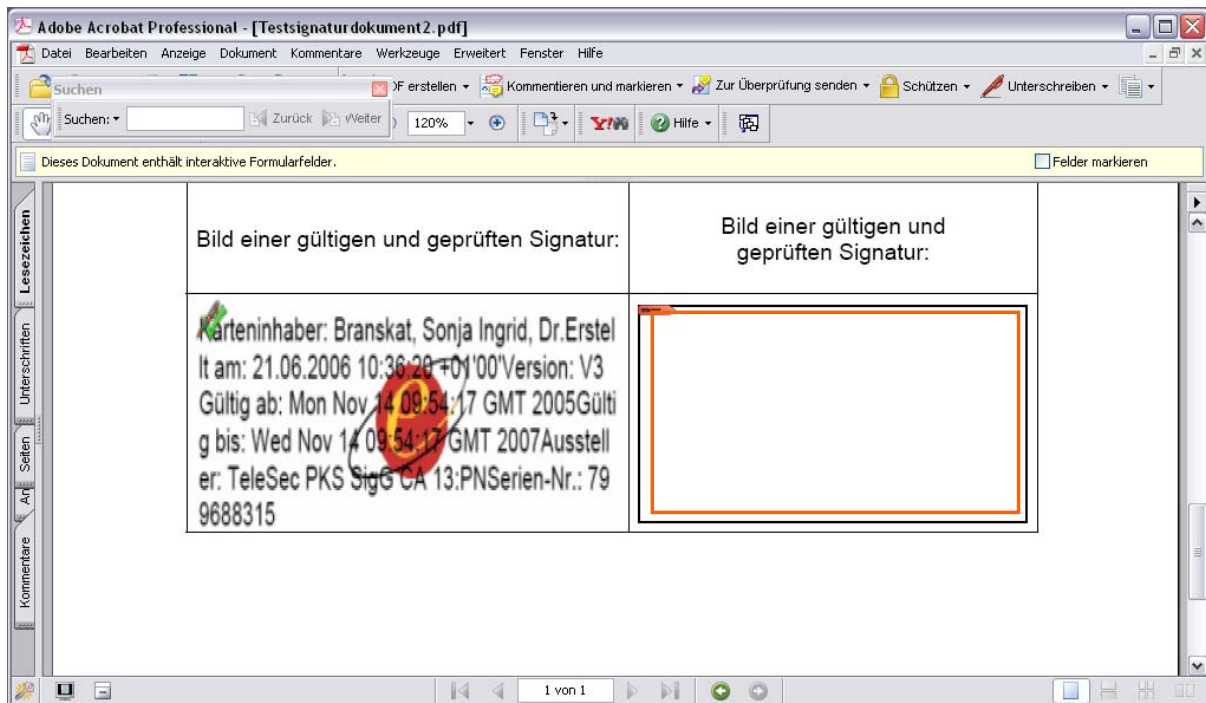 Adobe Acrobat Professional - [Testsignaturdokument2.pdf]
Datei Bearbeiten Anzeige Dokument Kommentare Werkzeuge Erweitert Fenster Hilfe
Suchen
F erstellen Kommentieren und markieren Zur Überprüfung senden Schützen Unterschreiben
Suchen: Zurück Weiter 120% Y! Hilfe
Dieses Dokument enthält interaktive Formularfelder. Felder markieren
Lesezeichen
Unterschriften
Seiten
An
Kommentare
Bild einer gültigen und geprüften Signatur:
Bild einer gültigen und
geprüften Signatur:
Karteninhaber: Branskat, Sonja Ingrid, Dr.Erstel
lt am: 21.06.2006 10:36:20 +01'00'Version: V3
Gültig ab: Mon Nov 14 09:54:17 GMT 2005Gülti
g bis: Wed Nov 14 09:54:17 GMT 2007Ausstell
er: TeleSec PKS SigG CA 13:PNSerien-Nr.: 79
9688315
e
1 von 1